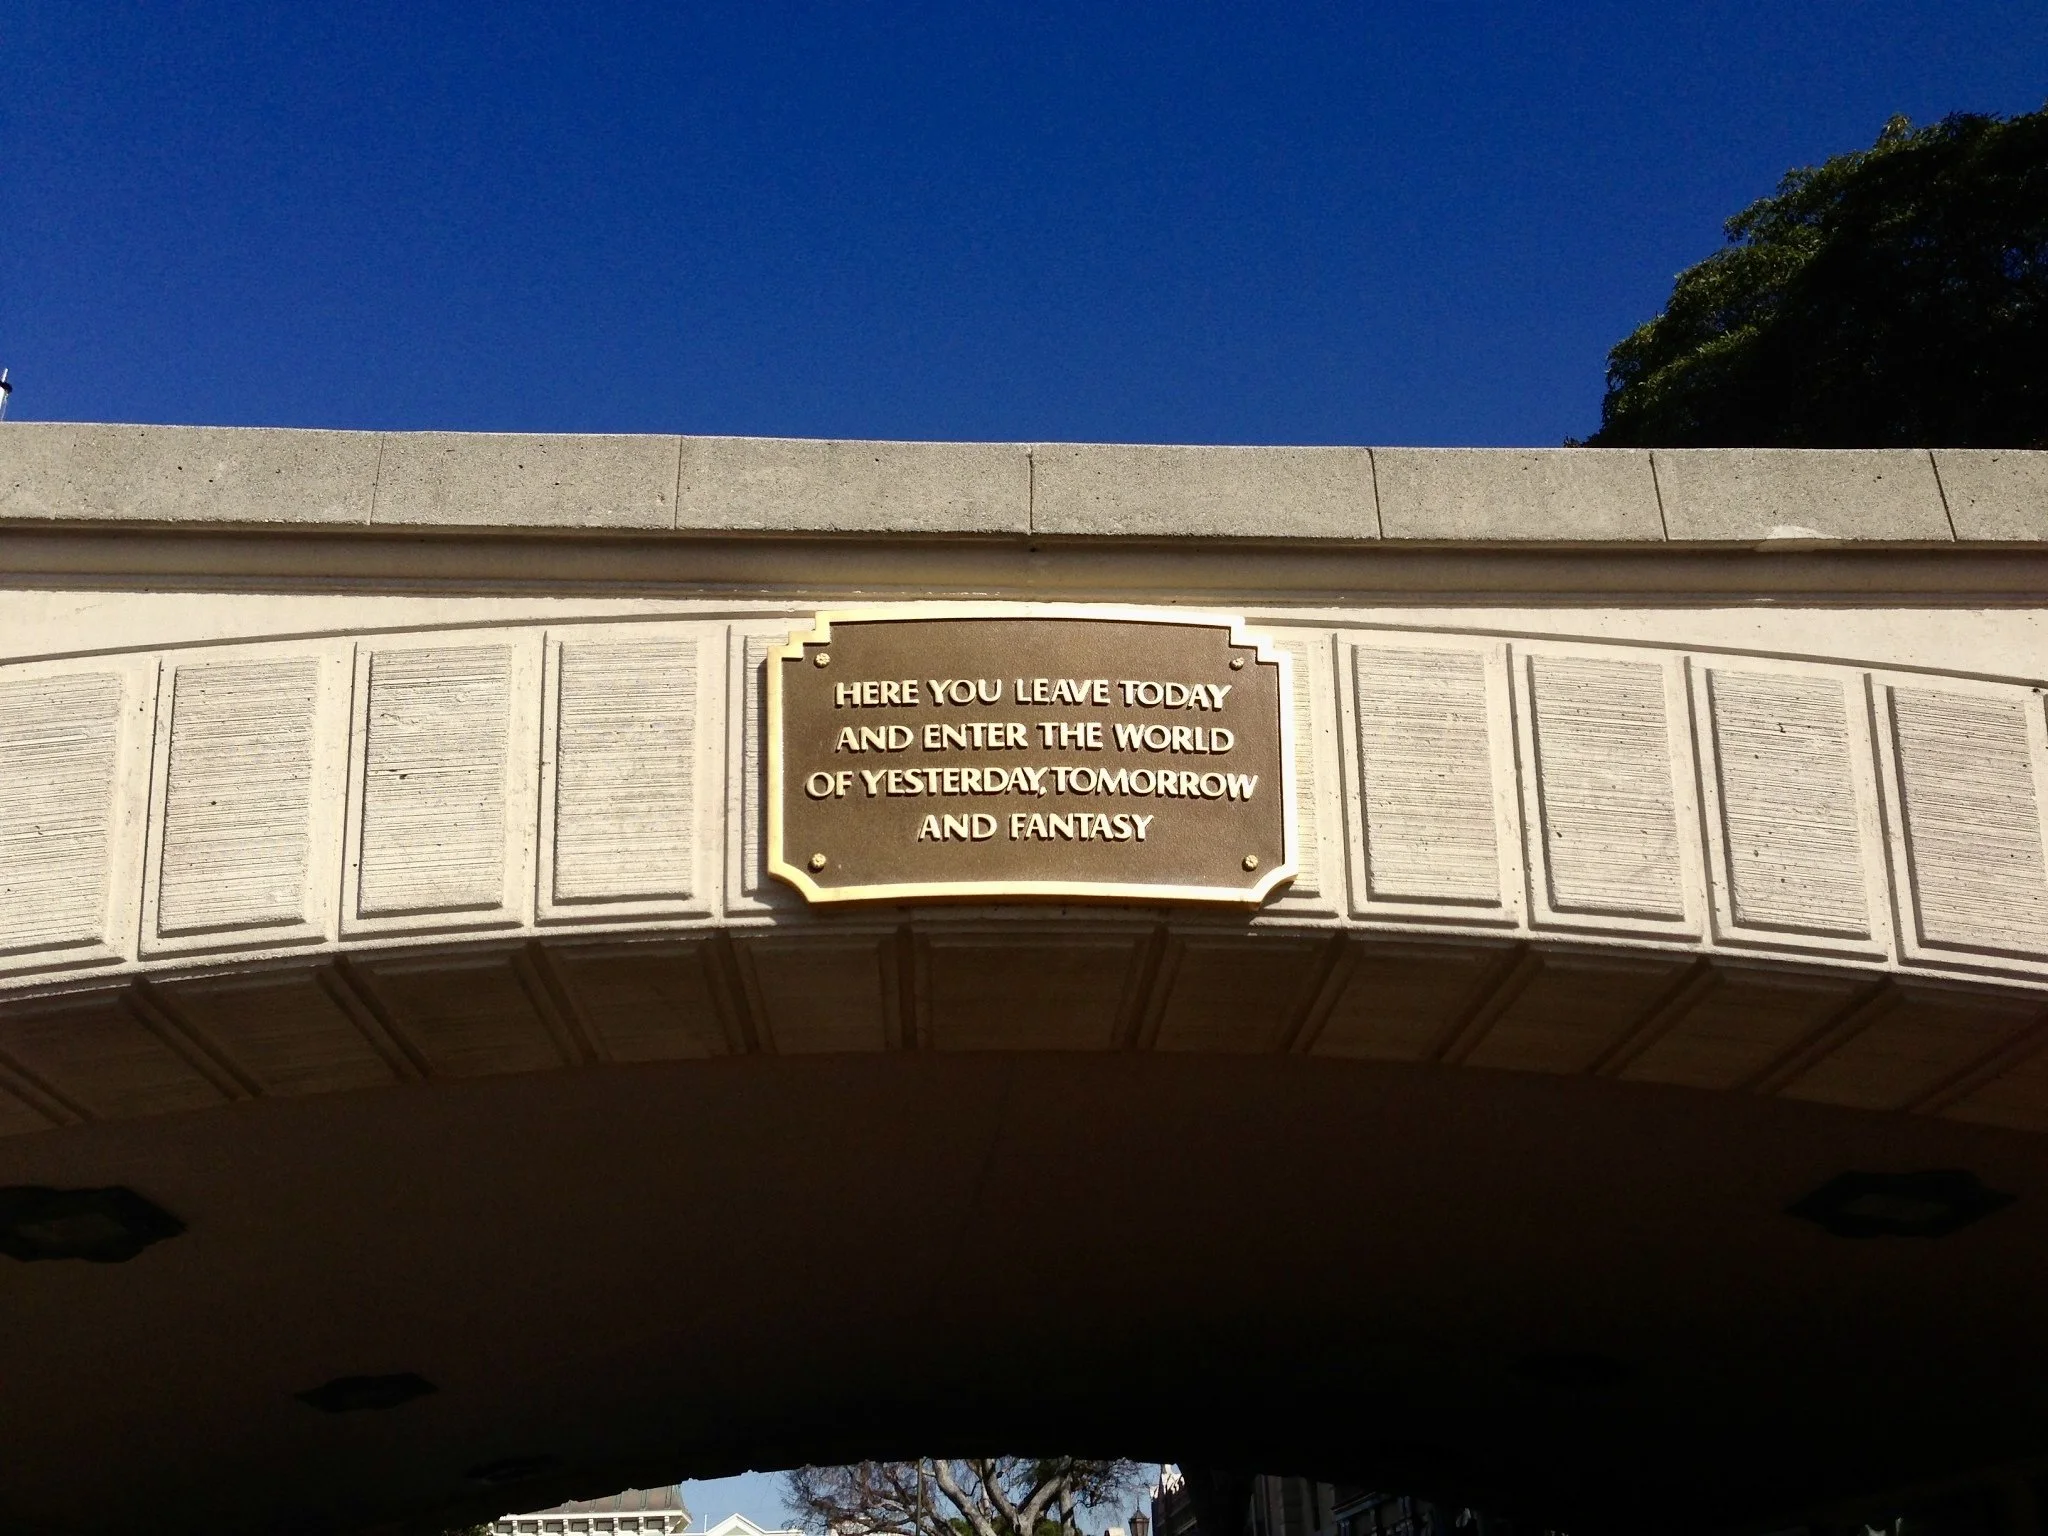 HERE YOU LEAVE TODAY
AND ENTER THE WORLD
OF YESTERDAY, TOMORROW
AND FANTASY